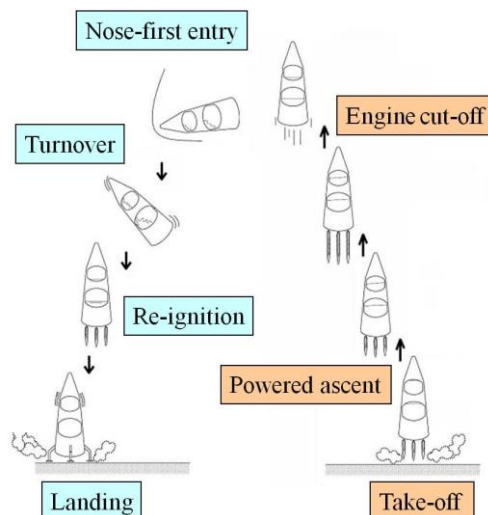 Nose-first entry
Engine cut-off
Turnover
Re-ignition
Powered ascent
Landing
Take-off